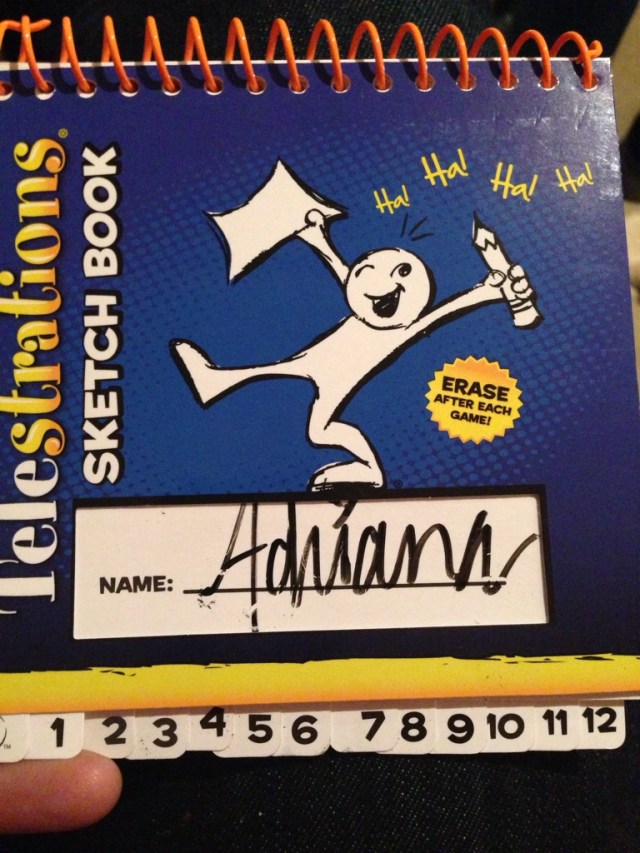 Telestrations®
SKETCH BOOK
Ha! Ha! Ha! Ha!
ERASE
AFTER EACH
GAME!
NAME: Adriana
1 2 3 4 5 6 7 8 9 10 11 12